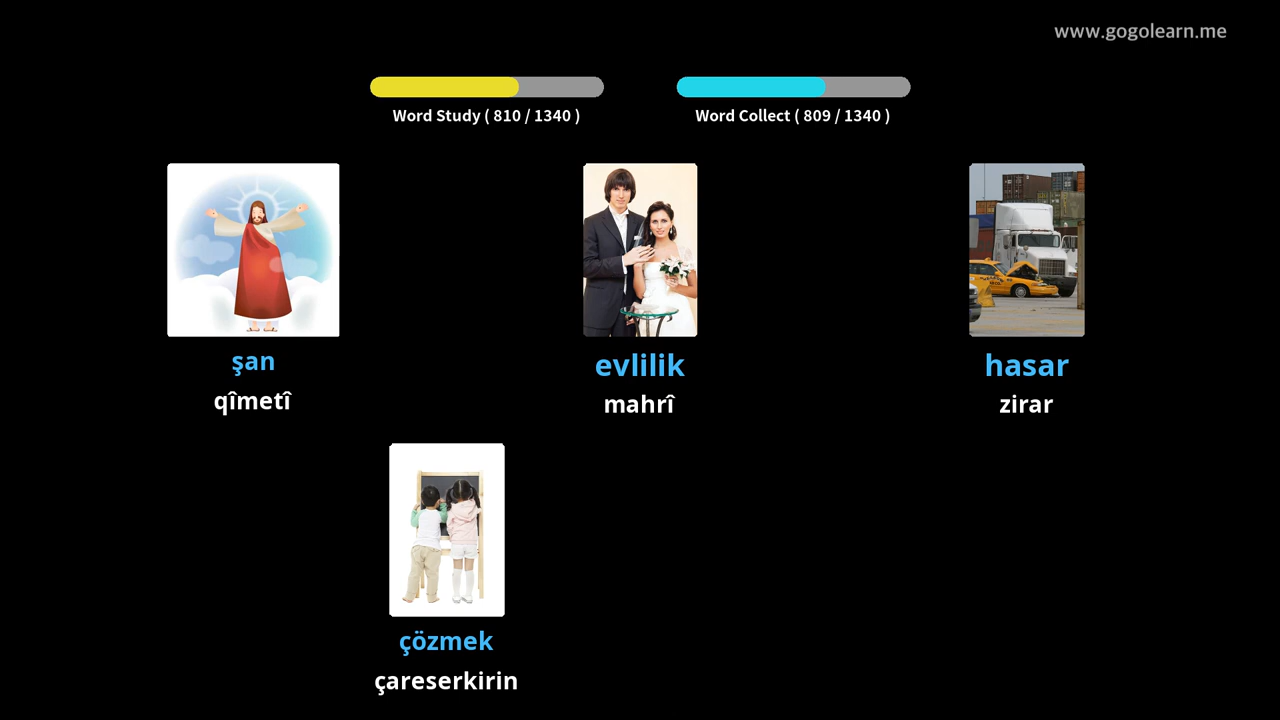 www.gogolearn.me
Word Study ( 810 / 1340 )
Word Collect ( 809 / 1340 )
şan
qîmetî
evlilik
mahrî
hasar
zirar
çözmek
çareserkirin